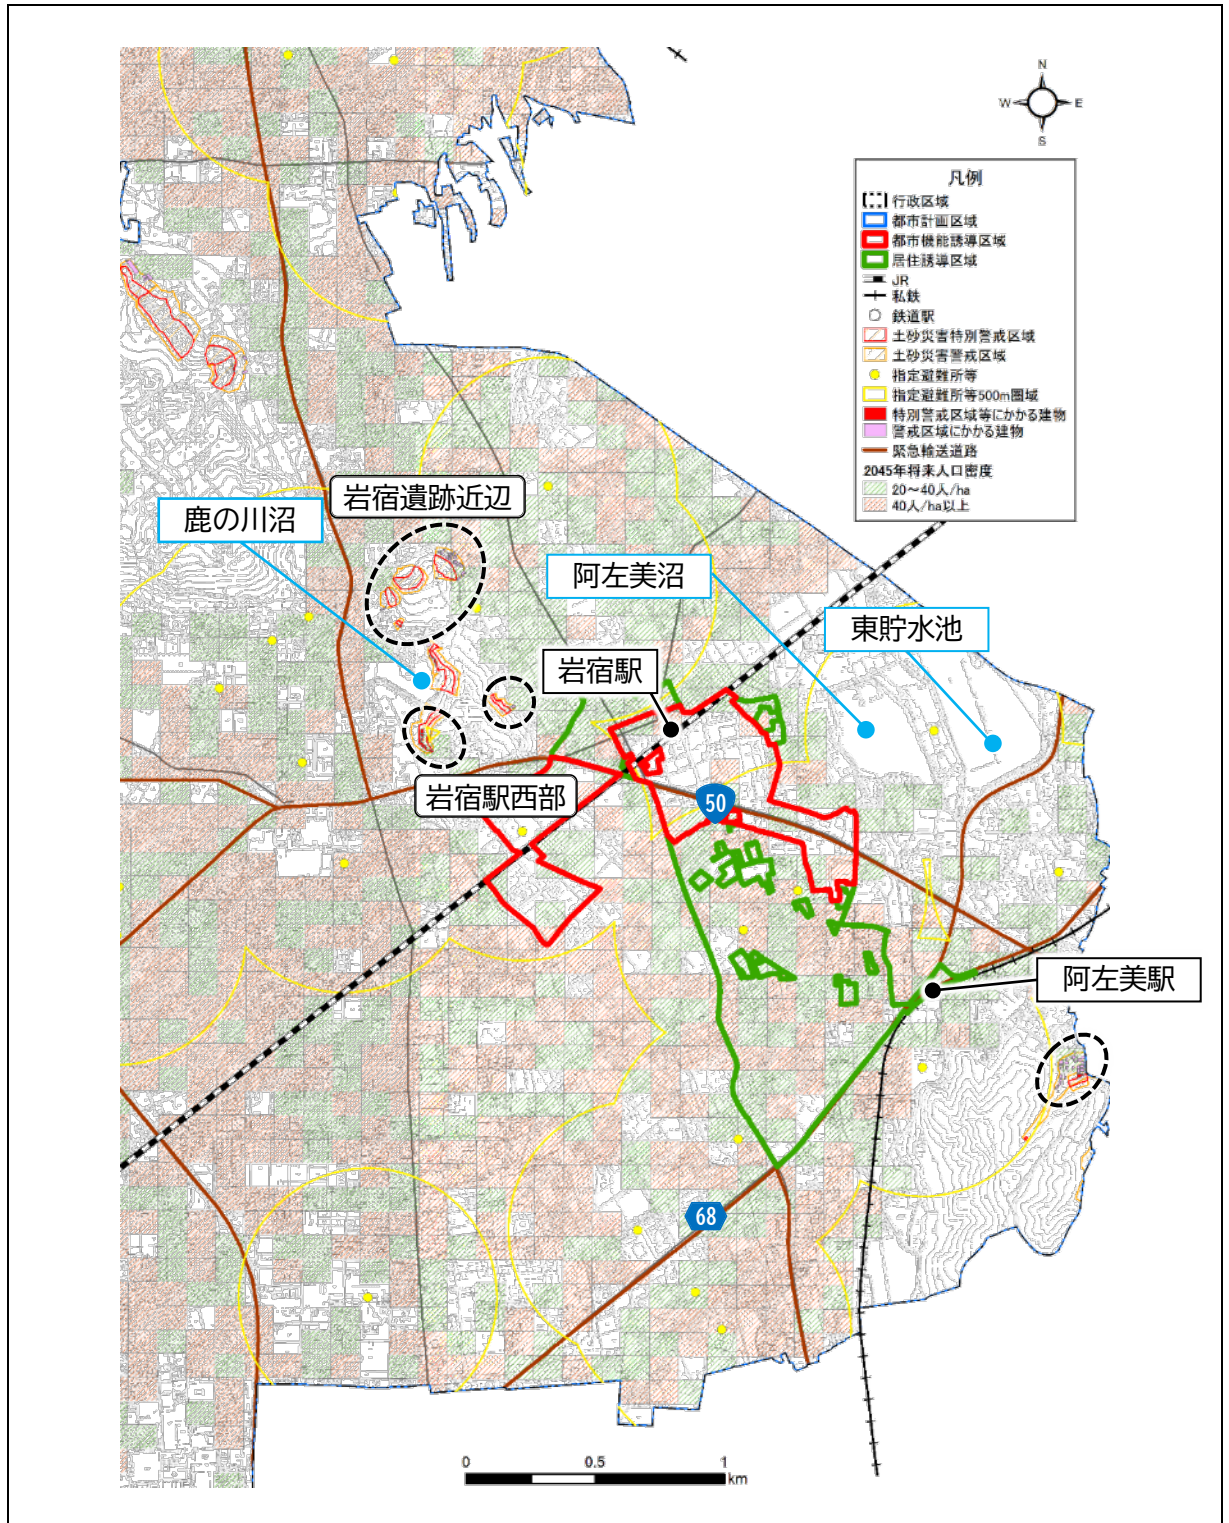 N
W
E
S
凡例
行政区域
都市計画区域
都市機能誘導区域
居住誘導区域
JR
私鉄
鉄道駅
土砂災害特別警戒区域
土砂災害警戒区域
指定避難所等
指定避難所等500m圏域
特別警戒区域等にかかる建物
警戒区域にかかる建物
緊急輸送道路
2045年将来人口密度
20～40人/ha
40人/ha以上
岩宿遺跡近辺
鹿の川沼
阿左美沼
東貯水池
岩宿駅
岩宿駅西部
50
阿左美駅
68
0 0.5 1
km